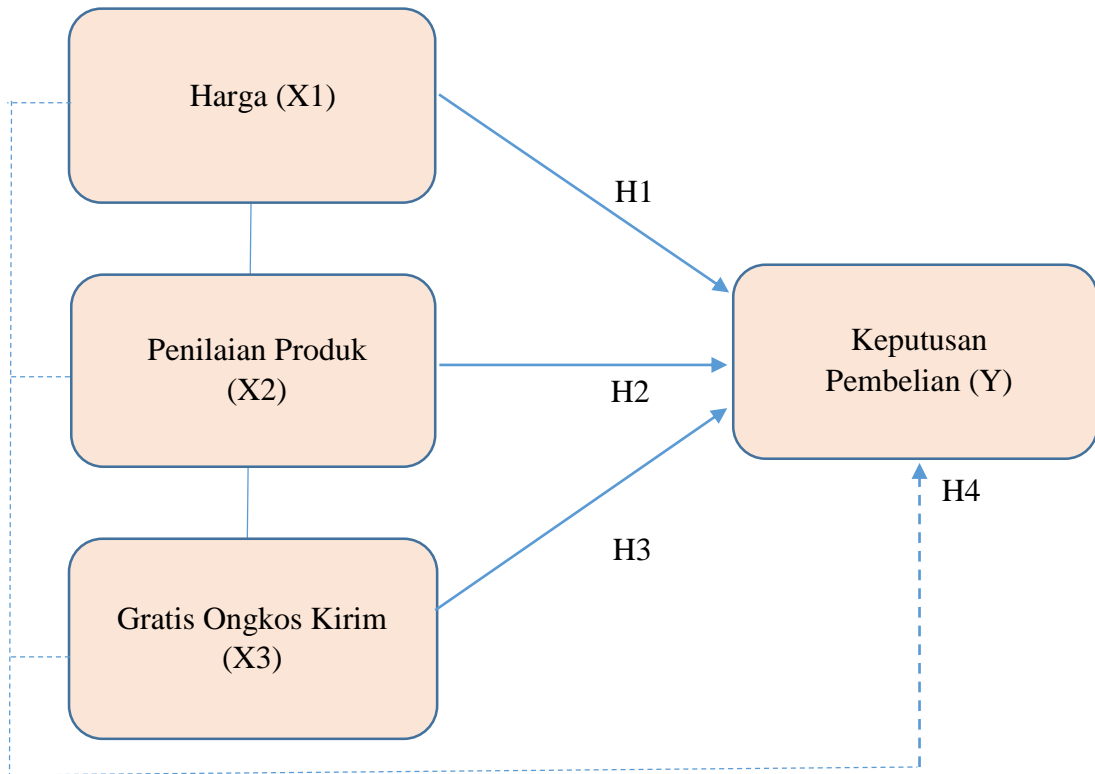 Harga (X1)
H1
Penilaian Produk
(X2)
H2
Keputusan
Pembelian (Y)
H4
H3
Gratis Ongkos Kirim
(X3)